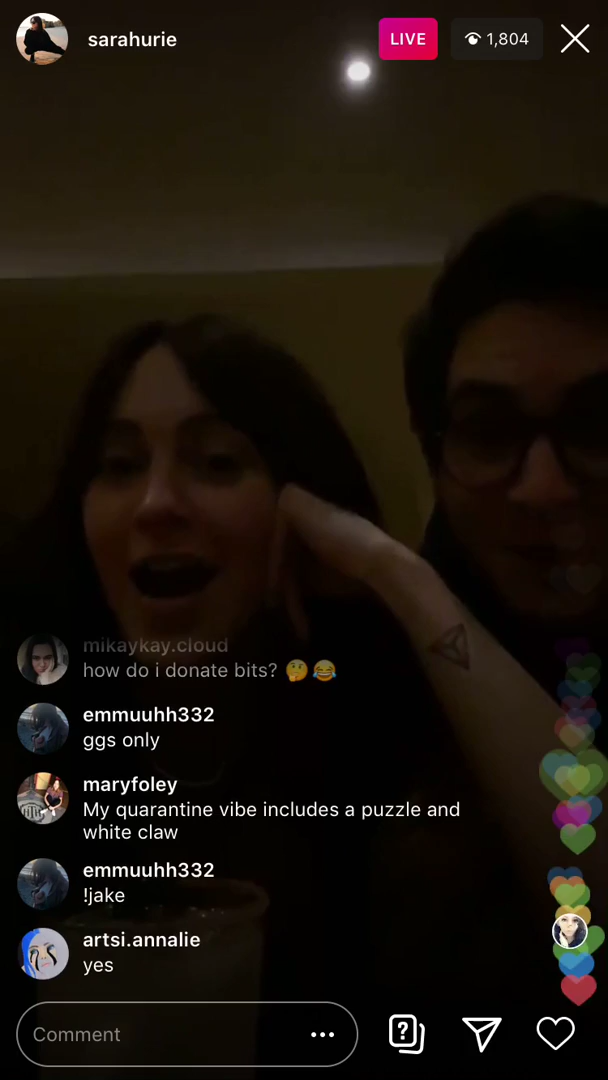 sarahurie
LIVE
1,804
mikaykay.cloud
how do i donate bits? 🤔😂
emmuuhh332
ggs only
maryfoley
My quarantine vibe includes a puzzle and
white claw
emmuuhh332
!jake
artsi.annalie
yes
Comment